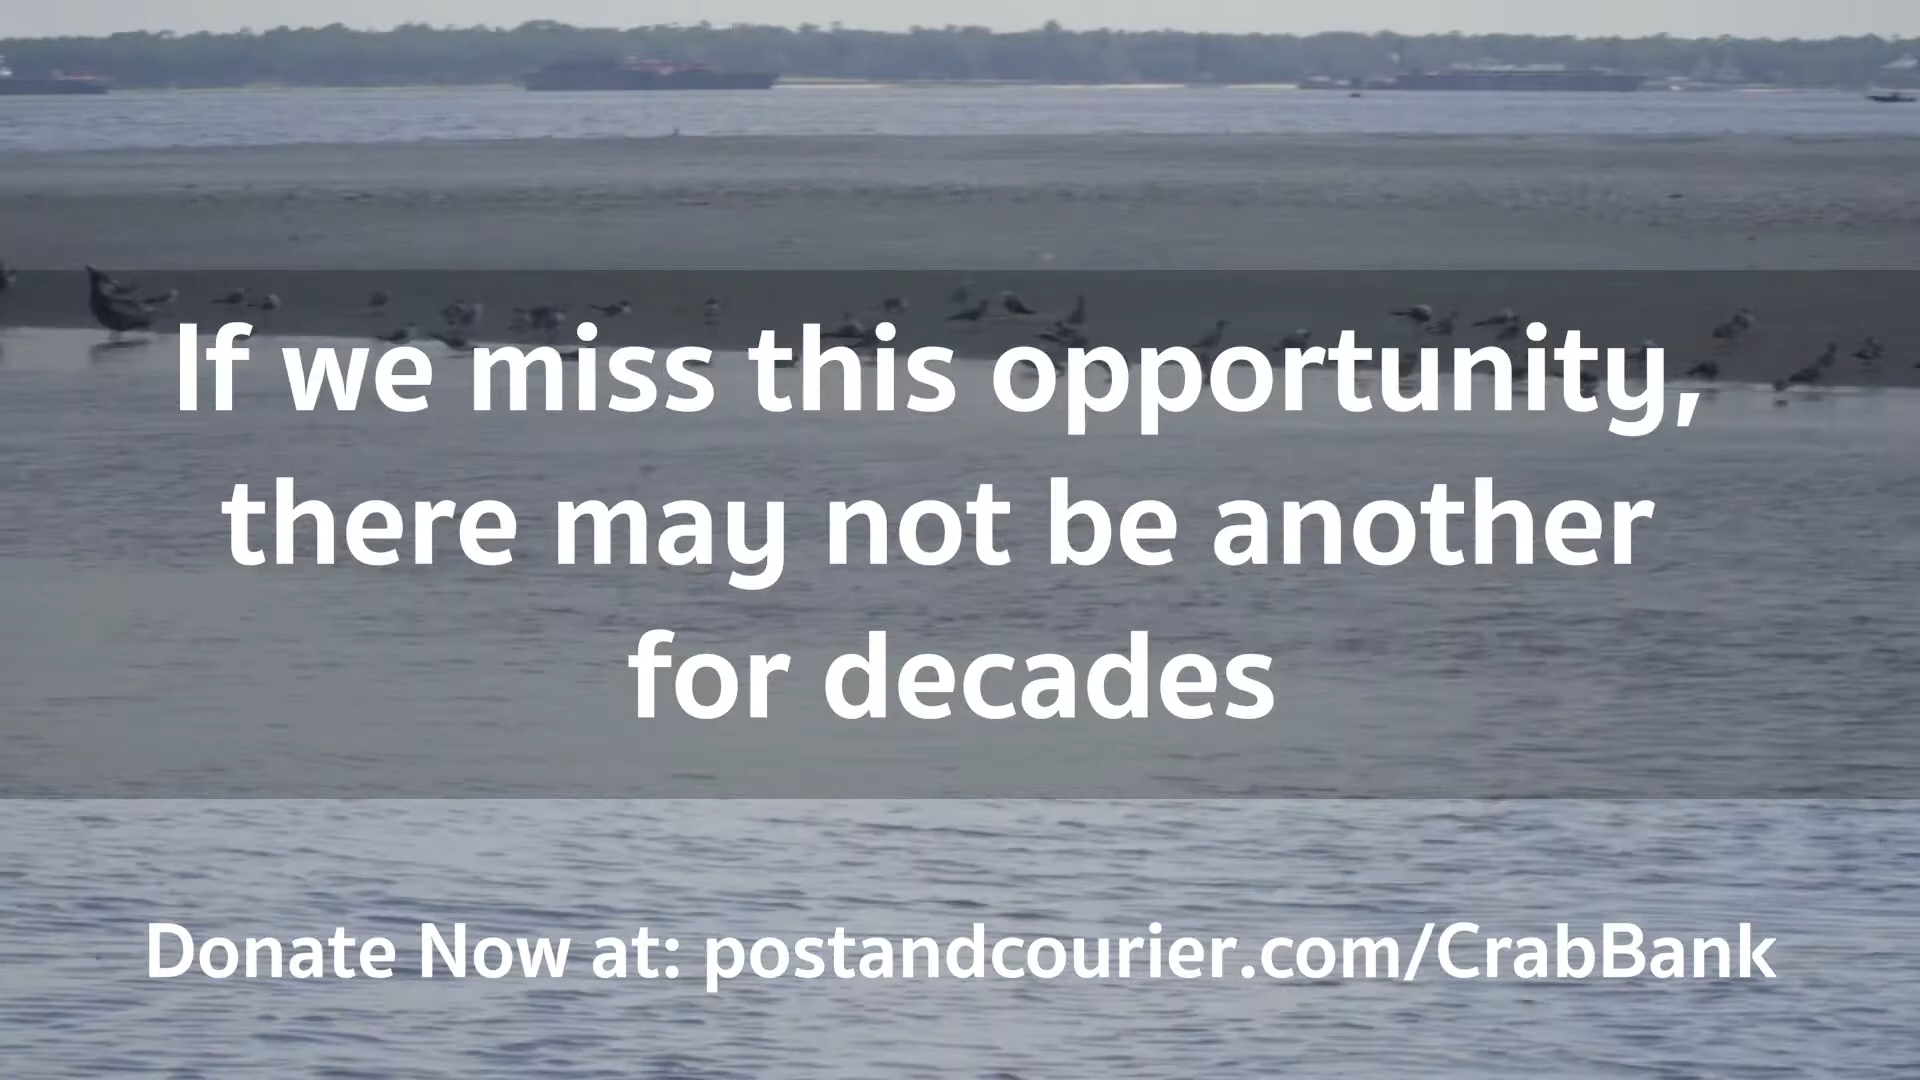 If we miss this opportunity,
there may not be another
for decades
Donate Now at: postandcourier.com/CrabBank